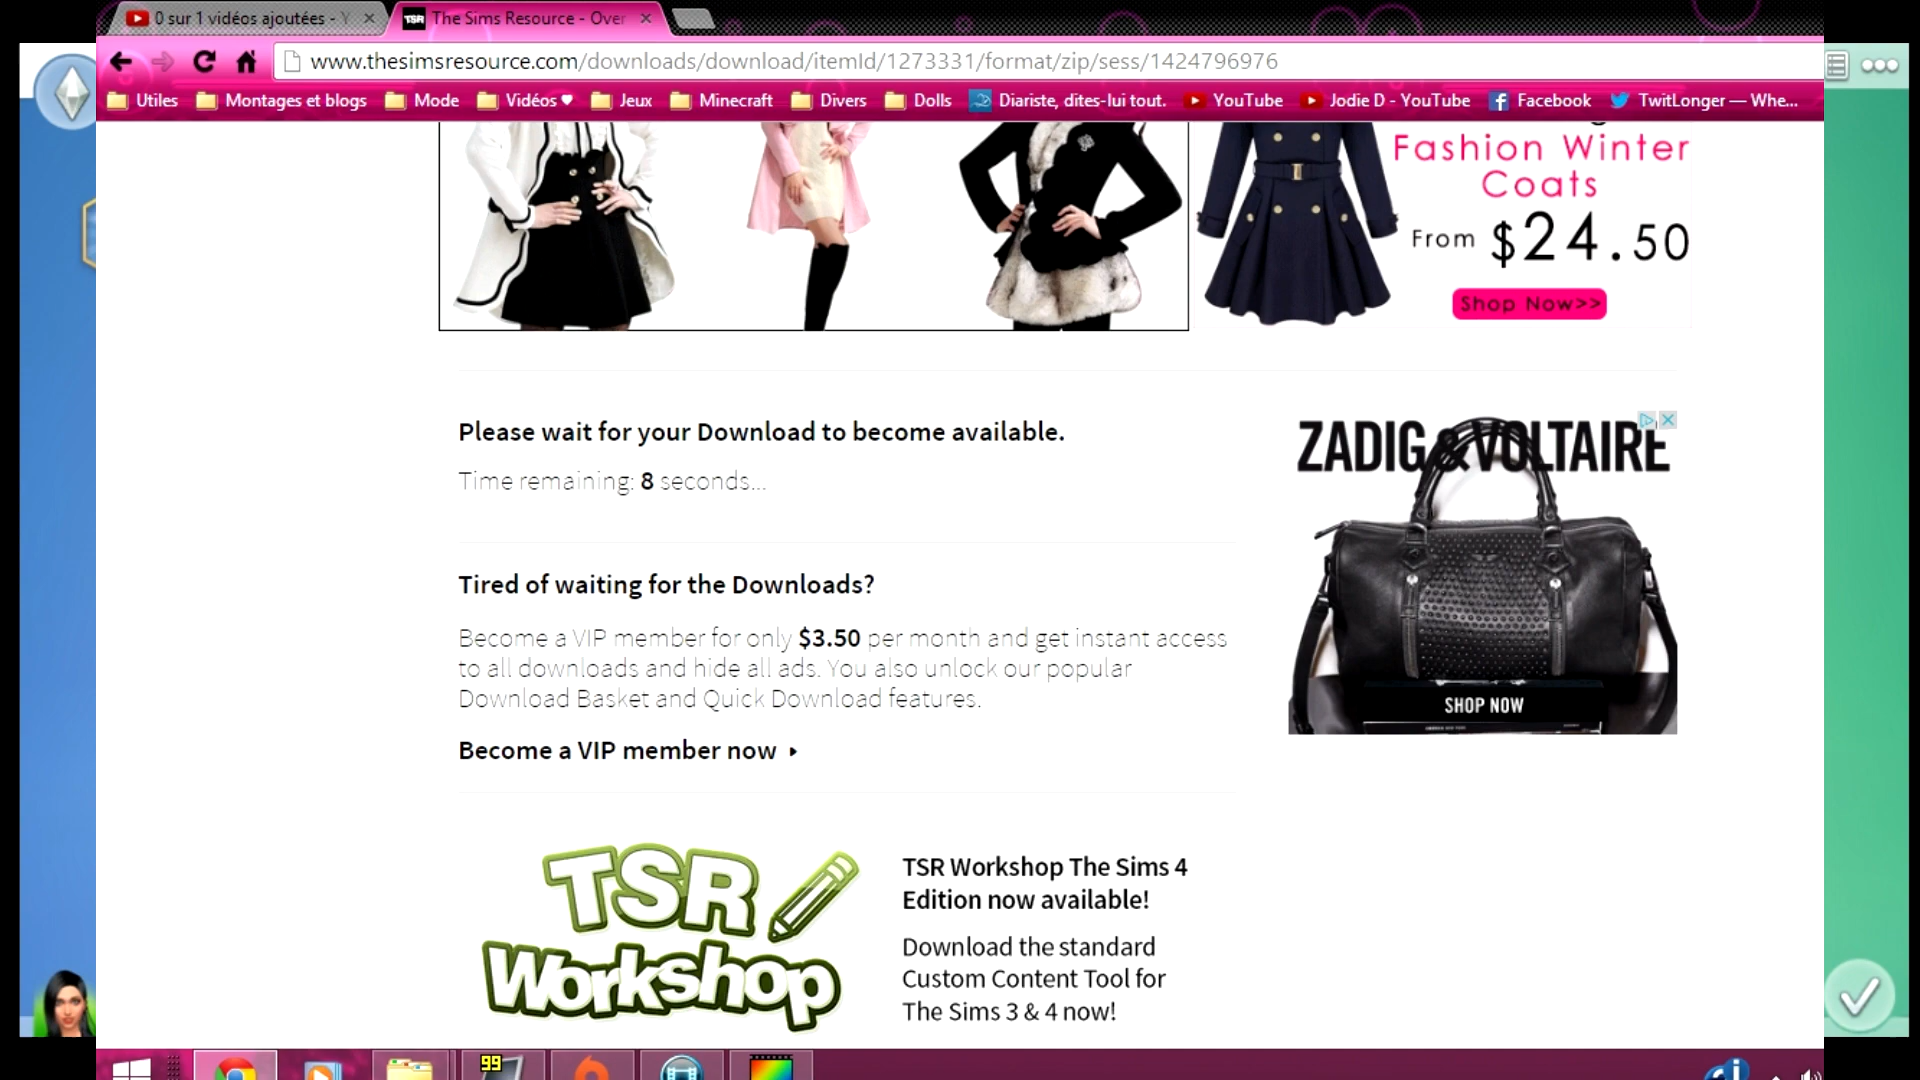 0 sur 1 vidéos ajoutées - Y
TSR The Sims Resource - Over
www.thesimsresource.com/downloads/download/itemId/1273331/format/zip/sess/1424796976
Utiles Montages et blogs Mode Vidéos ♥ Jeux Minecraft Divers Dolls Diariste, dites-lui tout. YouTube Jodie D - YouTube Facebook TwitLonger — Whe...
Fashion Winter
Coats
From $24.50
Shop Now>>
Please wait for your Download to become available.
Time remaining: 8 seconds...
ZADIG & VOLTAIRE
SHOP NOW
Tired of waiting for the Downloads?
Become a VIP member for only $3.50 per month and get instant access
to all downloads and hide all ads. You also unlock our popular
Download Basket and Quick Download features.
Become a VIP member now
TSR
Workshop
TSR Workshop The Sims 4
Edition now available!
Download the standard
Custom Content Tool for
The Sims 3 & 4 now!
99